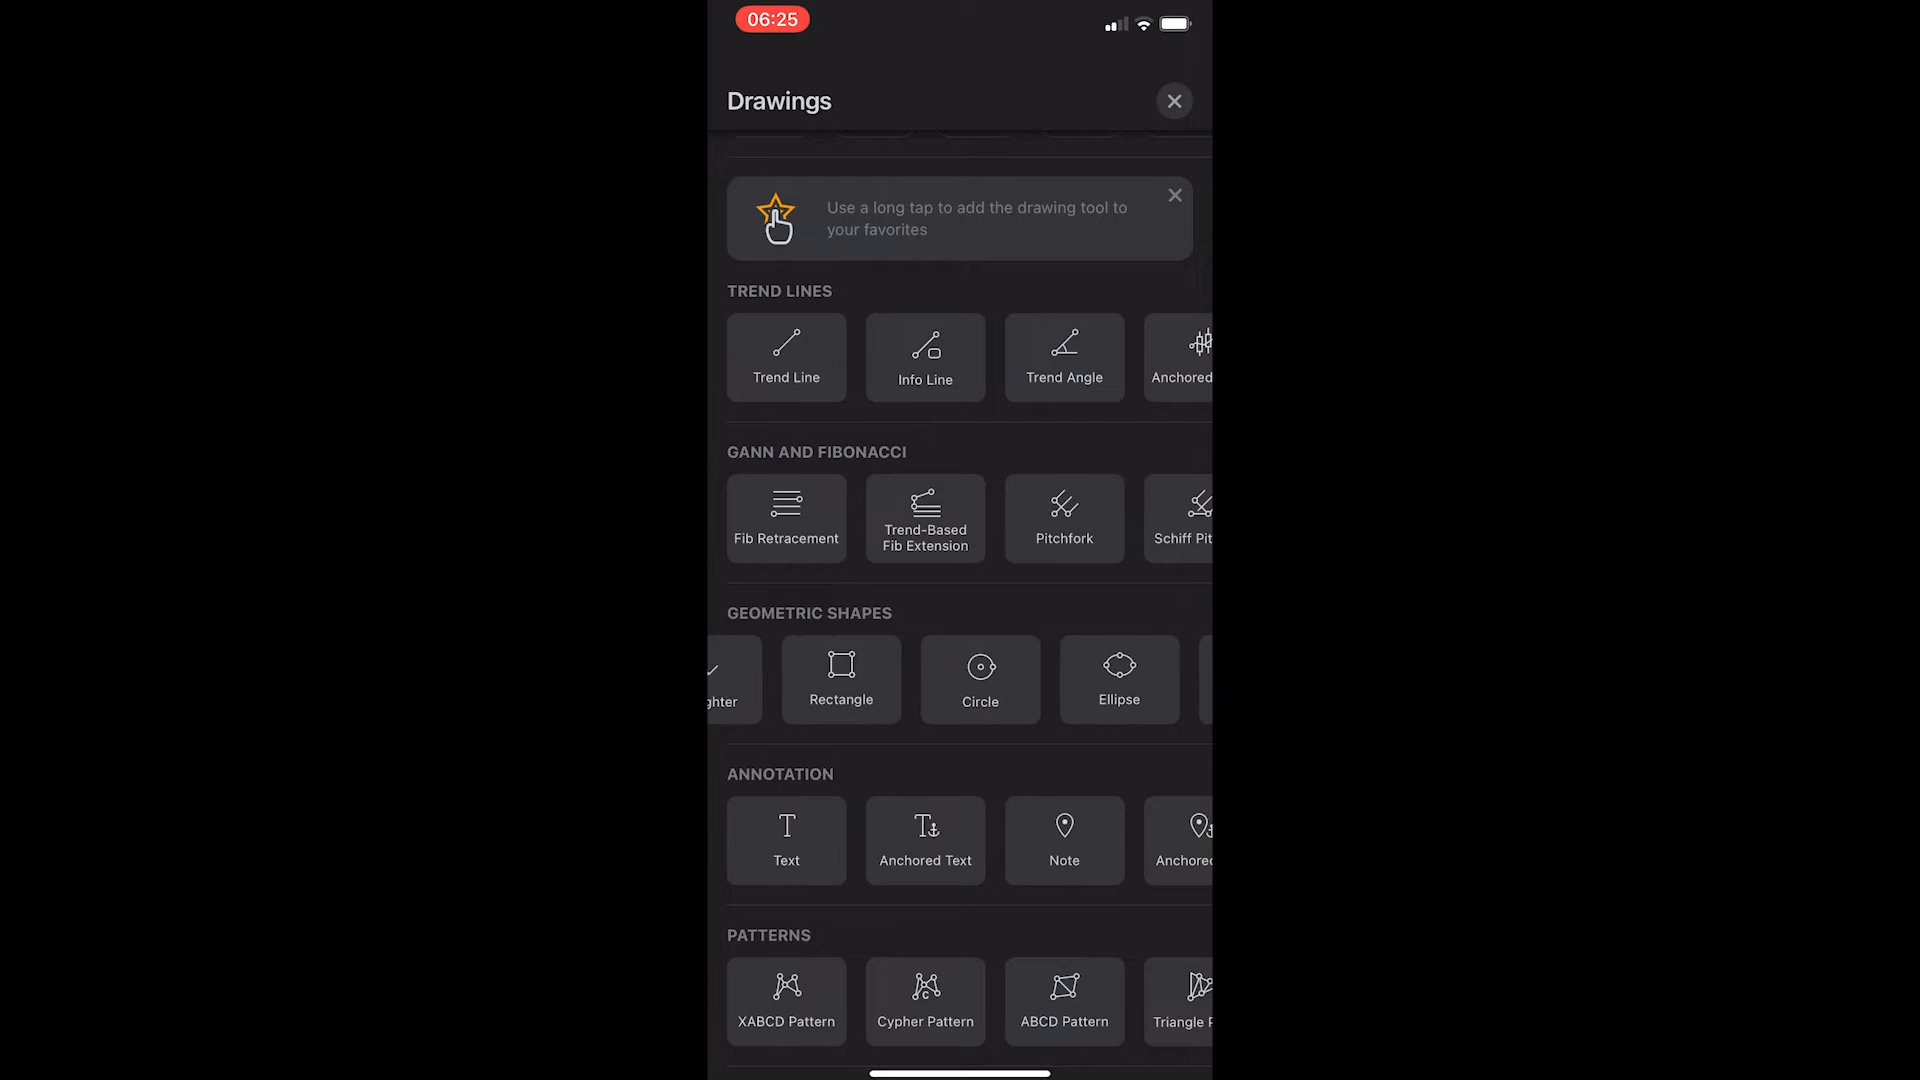 06:25
Drawings
Use a long tap to add the drawing tool to
your favorites
TREND LINES
Trend Line
Info Line
Trend Angle
Anchored
GANN AND FIBONACCI
Fib Retracement
Trend-Based
Fib Extension
Pitchfork
Schiff Pit
GEOMETRIC SHAPES
ghter
Rectangle
Circle
Ellipse
ANNOTATION
Text
Anchored Text
Note
Anchored
PATTERNS
XABCD Pattern
Cypher Pattern
ABCD Pattern
Triangle P